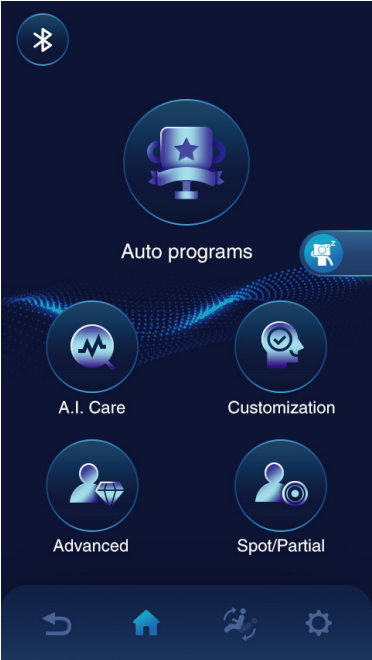 Auto programs
z
A.I. Care
Customization
Advanced
Spot/Partial